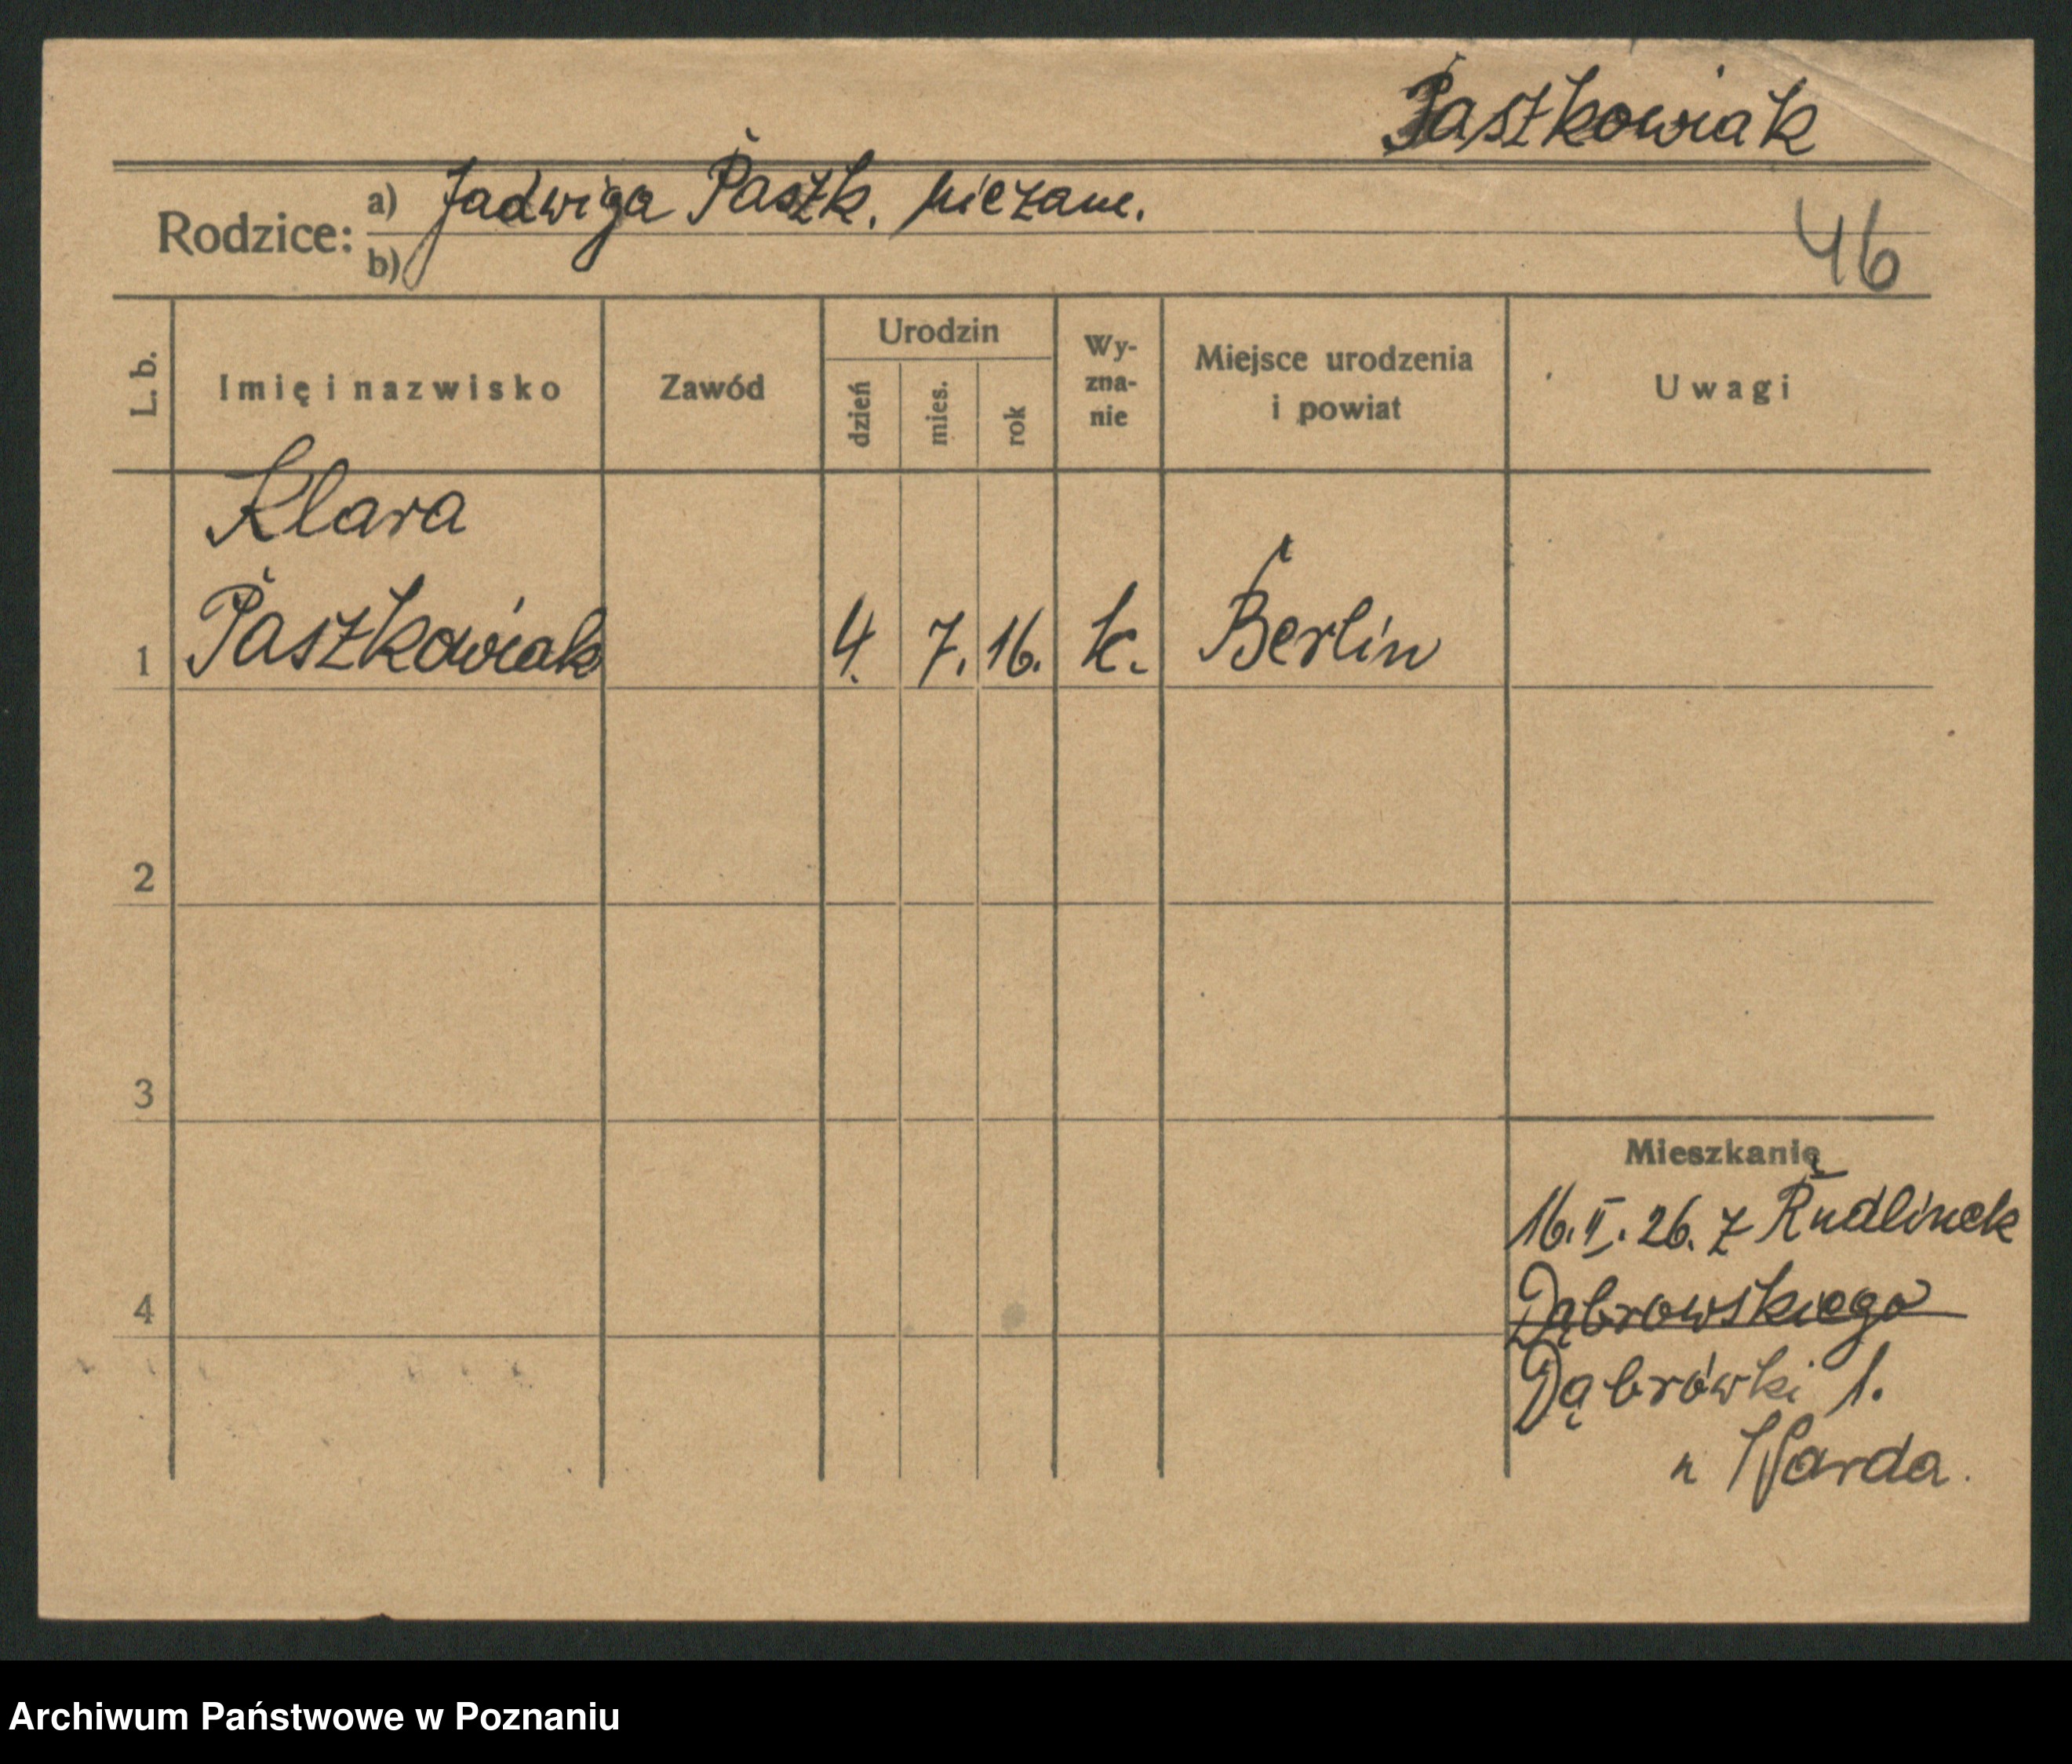 Paszkowiak
Rodzice: a) Jadwiga Paszk. niezam.
b)
46
L. b.
Imię i nazwisko
Zawód
Urodzin
dzień
mies.
rok
Wy-
zna-
nie
Miejsce urodzenia
i powiat
Uwagi
Klara
1 Paszkowiak 4. 7. 16. k. Berlin
2
3
Mieszkanie
16.II.26. z Rudlinek
4 Dąbrowskiego
Dąbrówki 1.
u Warda.
Archiwum Państwowe w Poznaniu